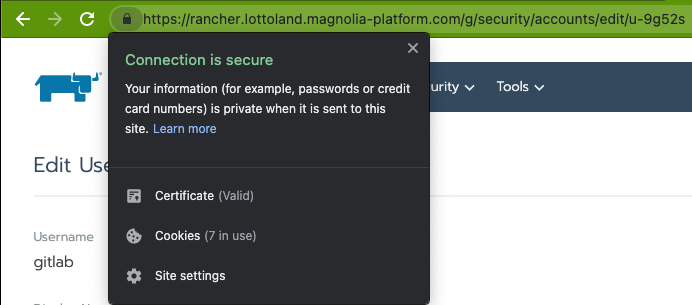 https://rancher.lottoland.magnolia-platform.com/g/security/accounts/edit/u-9g52s
Connection is secure
Your information (for example, passwords or credit
card numbers) is private when it is sent to this
site. Learn more
urity
Tools
Edit Use
Certificate (Valid)
Username
Cookies (7 in use)
gitlab
Site settings